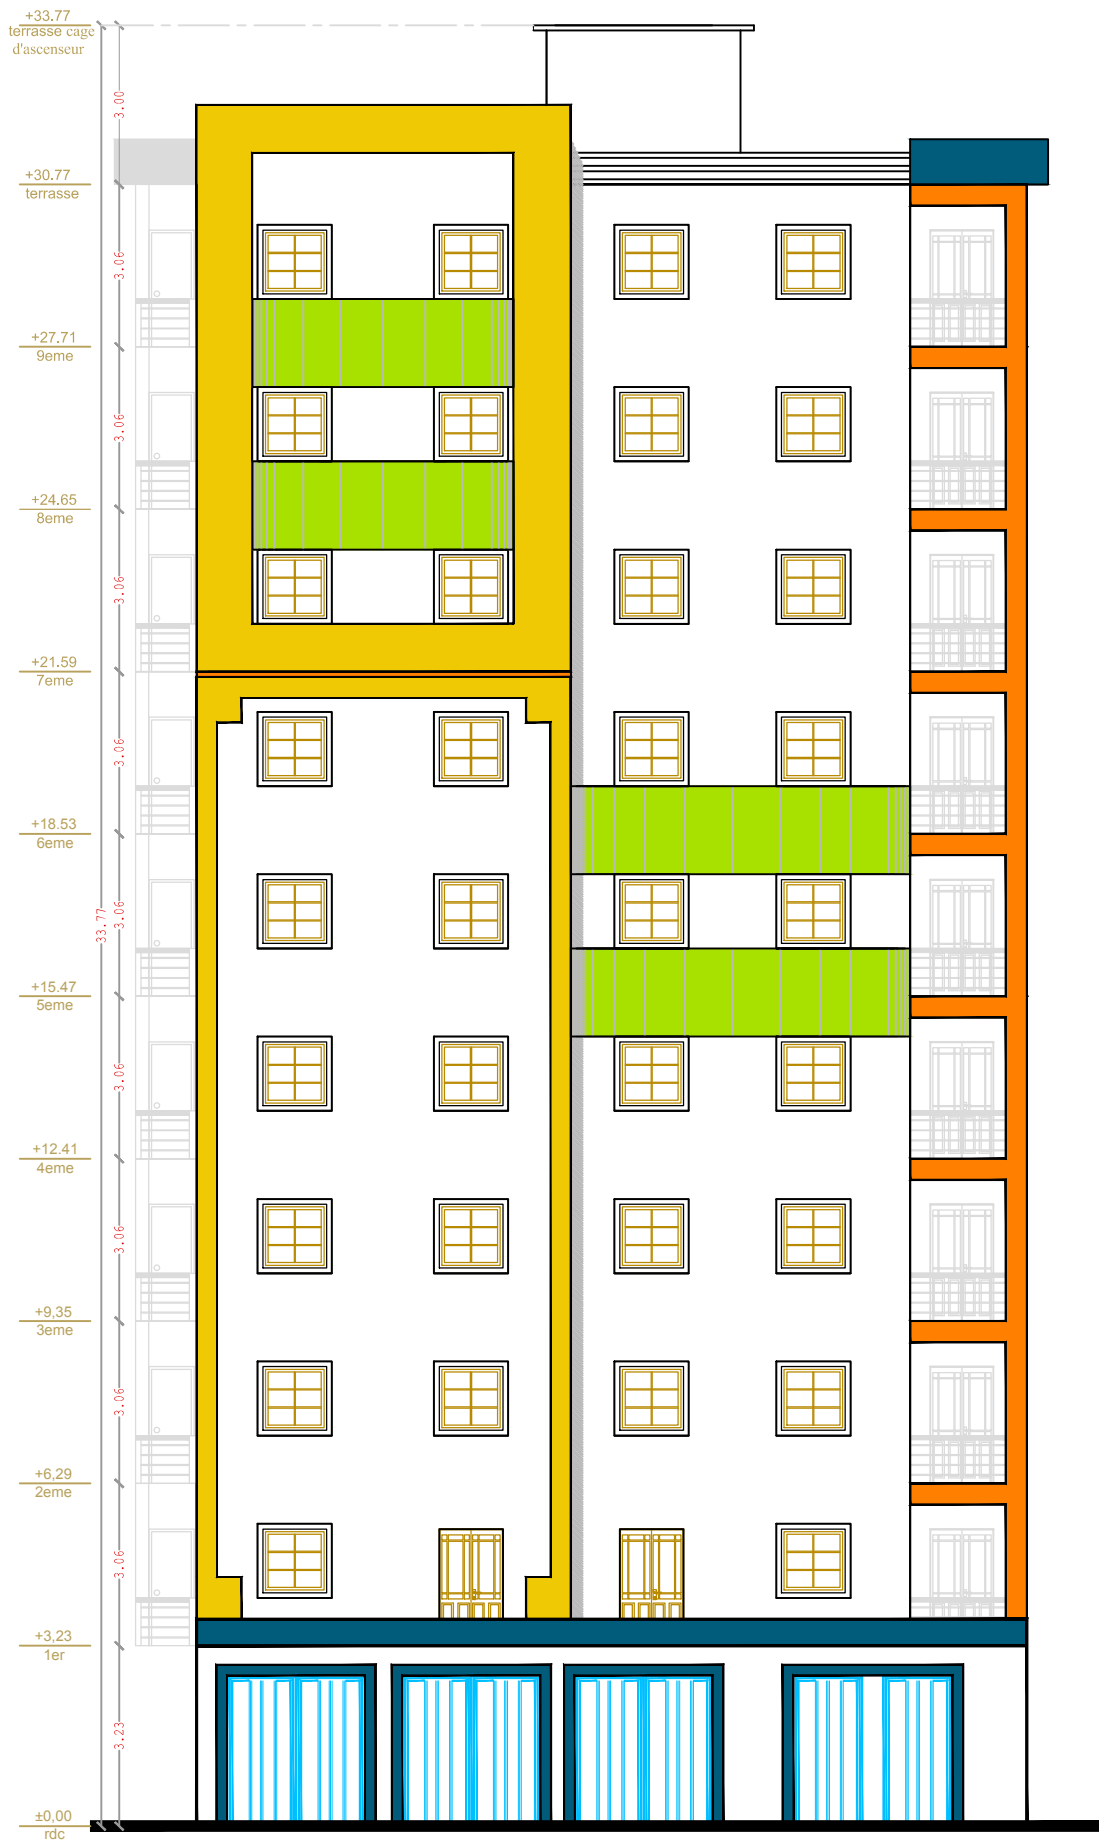 +33.77
terrasse cage
d'ascenseur
3.00
+30.77
terrasse
3.06
+27.71
9eme
3.06
+24.65
8eme
3.06
+21.59
7eme
3.06
+18.53
6eme
33.77
3.06
+15.47
5eme
3.06
+12.41
4eme
3.06
+9,35
3eme
3.06
+6,29
2eme
3.06
+3,23
1er
3.23
±0,00
rdc